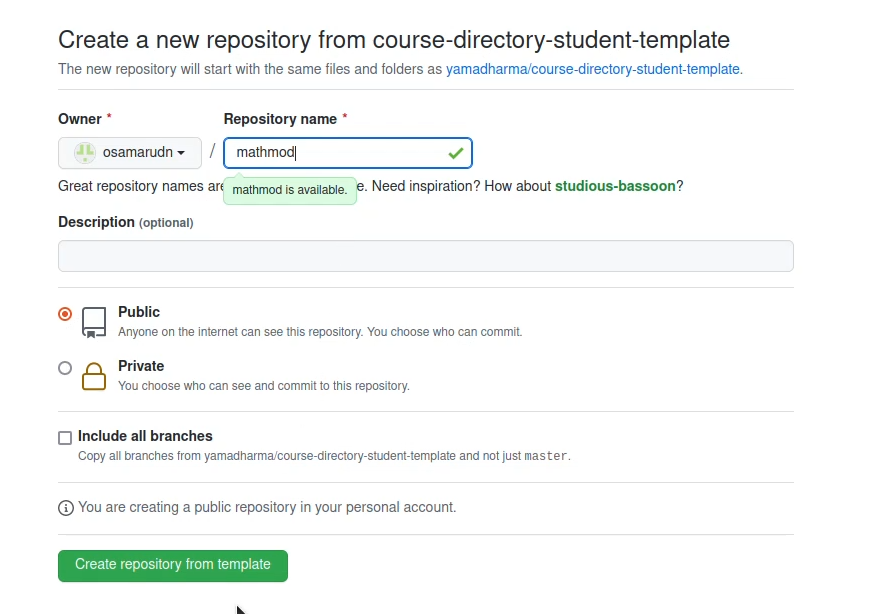 Create a new repository from course-directory-student-template
The new repository will start with the same files and folders as yamadharma/course-directory-student-template.
Owner * Repository name *
osamarudn / mathmod
Great repository names are e. Need inspiration? How about studious-bassoon?
mathmod is available.
Description (optional)
Public
Anyone on the internet can see this repository. You choose who can commit.
Private
You choose who can see and commit to this repository.
Include all branches
Copy all branches from yamadharma/course-directory-student-template and not just master.
You are creating a public repository in your personal account.
Create repository from template